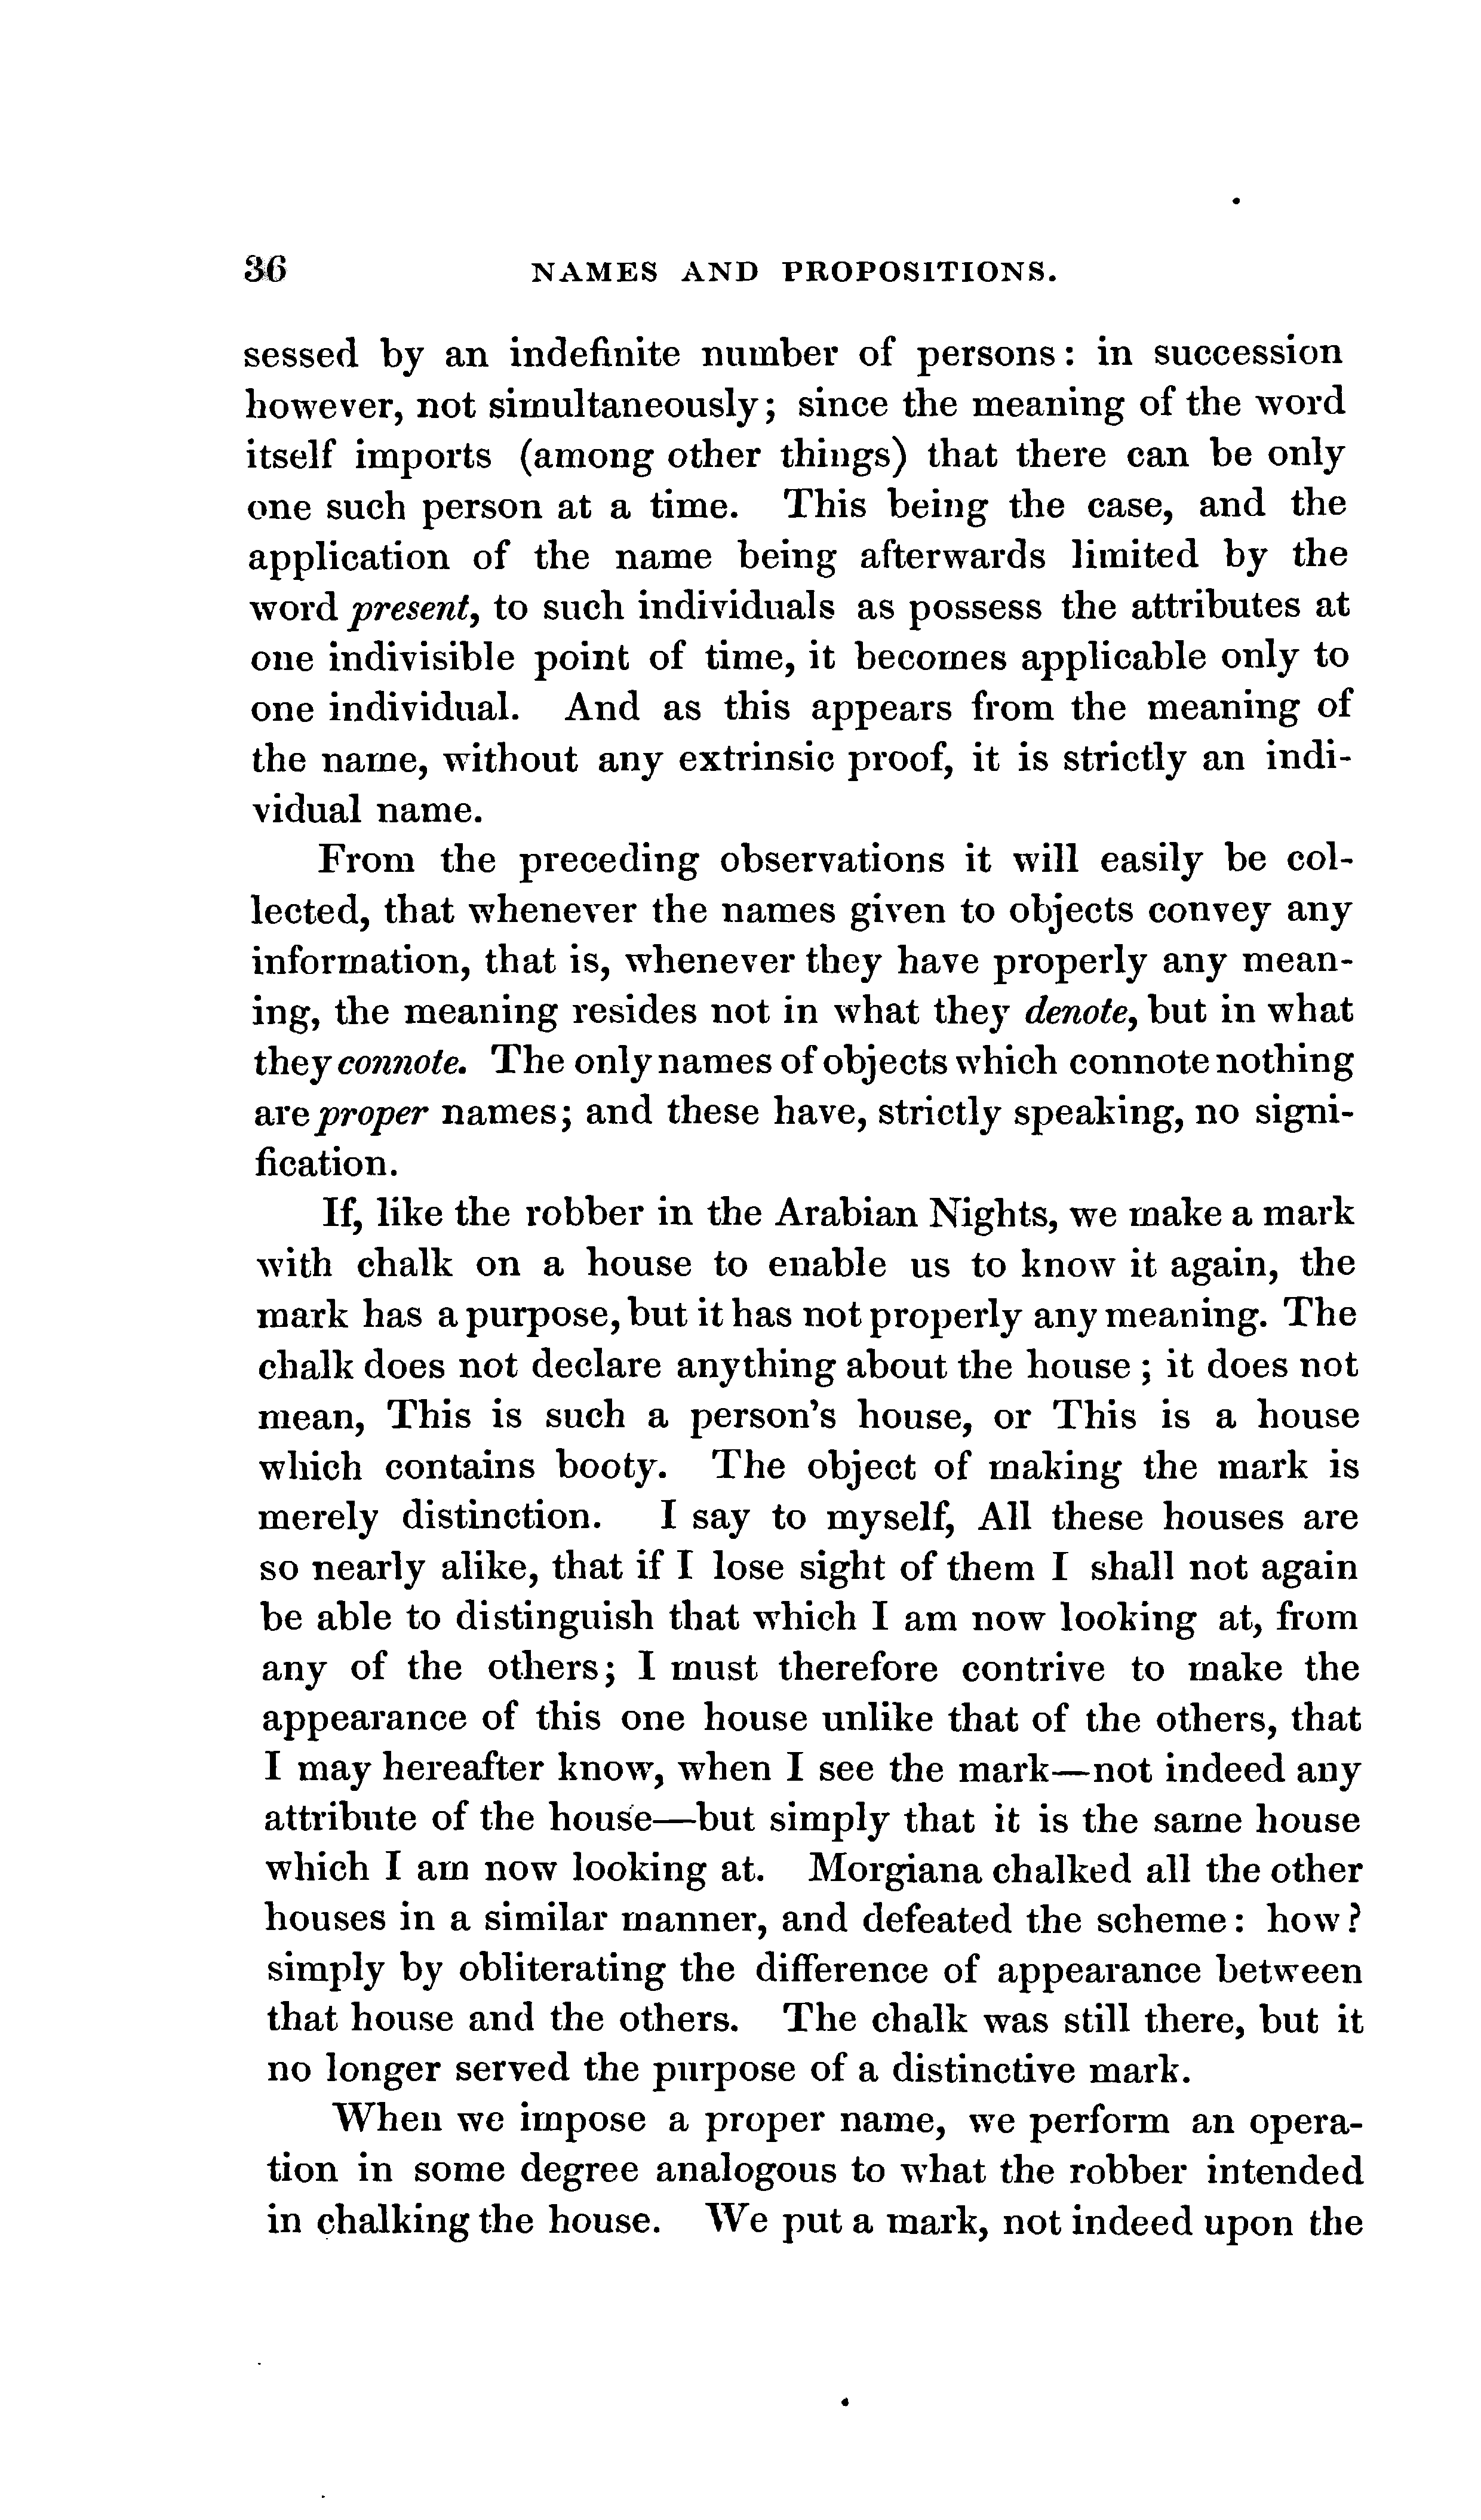 36 NAMES AND PROPOSITIONS.
sessed by an indefinite number of persons: in succession
however, not simultaneously; since the meaning of the word
itself imports (among other things) that there can be only
one such person at a time. This being the case, and the
application of the name being afterwards limited by the
word present, to such individuals as possess the attributes at
one indivisible point of time, it becomes applicable only to
one individual. And as this appears from the meaning of
the name, without any extrinsic proof, it is strictly an indi-
vidual name.
From the preceding observations it will easily be col-
lected, that whenever the names given to objects convey any
information, that is, whenever they have properly any mean-
ing, the meaning resides not in what they denote, but in what
they connote. The only names of objects which connote nothing
are proper names; and these have, strictly speaking, no signi-
fication.
If, like the robber in the Arabian Nights, we make a mark
with chalk on a house to enable us to know it again, the
mark has a purpose, but it has not properly any meaning. The
chalk does not declare anything about the house; it does not
mean, This is such a person's house, or This is a house
which contains booty. The object of making the mark is
merely distinction. I say to myself, All these houses are
so nearly alike, that if I lose sight of them I shall not again
be able to distinguish that which I am now looking at, from
any of the others; I must therefore contrive to make the
appearance of this one house unlike that of the others, that
I may hereafter know, when I see the mark—not indeed any
attribute of the house—but simply that it is the same house
which I am now looking at. Morgiana chalked all the other
houses in a similar manner, and defeated the scheme: how?
simply by obliterating the difference of appearance between
that house and the others. The chalk was still there, but it
no longer served the purpose of a distinctive mark.
When we impose a proper name, we perform an opera-
tion in some degree analogous to what the robber intended
in chalking the house. We put a mark, not indeed upon the